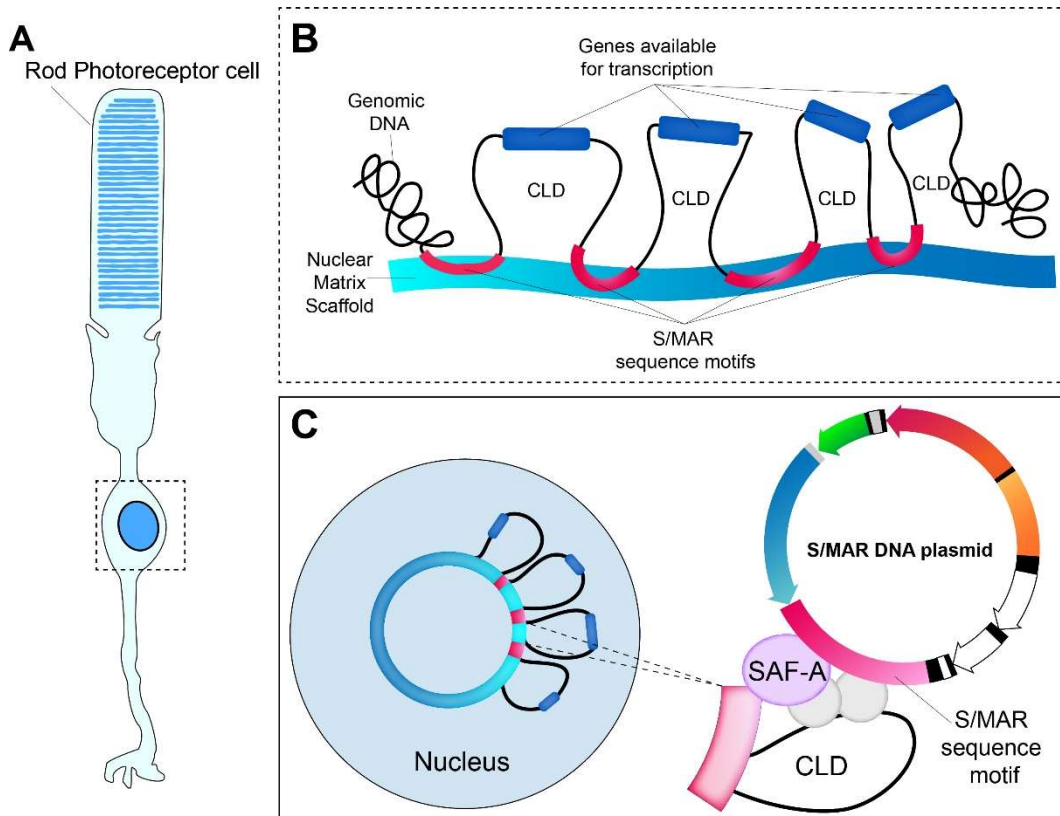 A
Rod Photoreceptor cell
B
Genes available
for transcription
Genomic
DNA
CLD
CLD
CLD
CLD
Nuclear
Matrix
Scaffold
S/MAR
sequence motifs
C
Nucleus
S/MAR DNA plasmid
SAF-A
CLD
S/MAR
sequence
motif